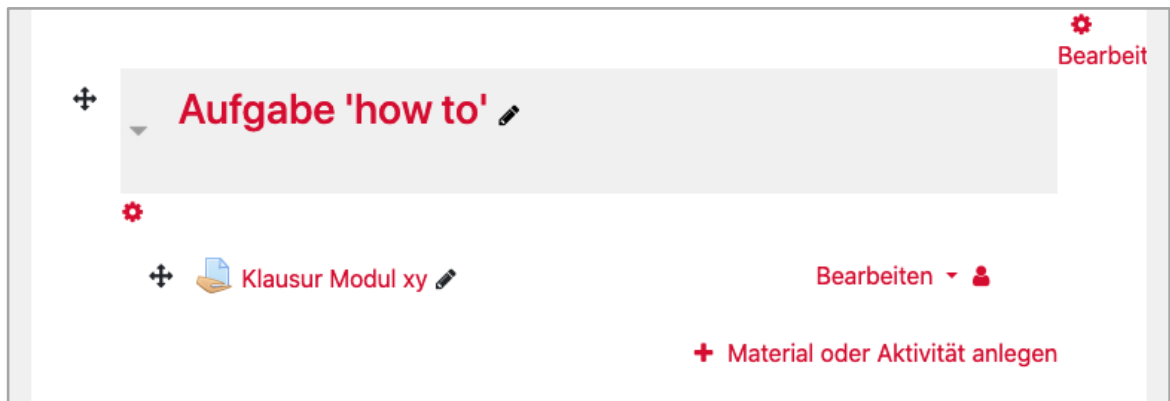 Bearbeit
Aufgabe 'how to'
Klausur Modul xy Bearbeiten
Material oder Aktivität anlegen